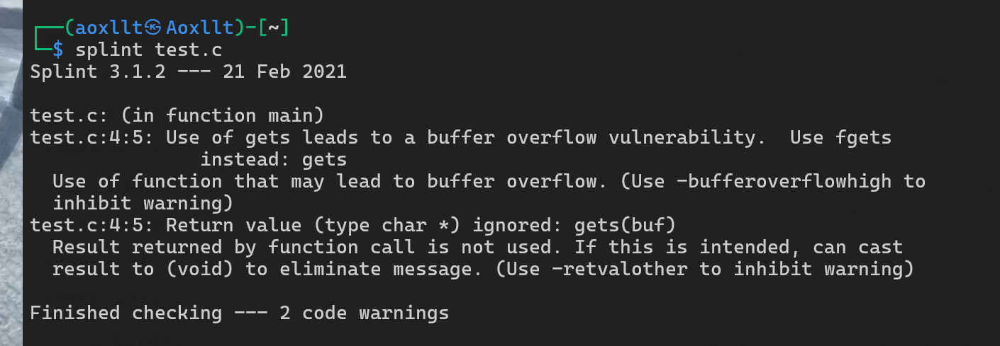 ┌──(aoxllt㉿Aoxllt)-[~]
└─$ splint test.c
Splint 3.1.2 --- 21 Feb 2021
test.c: (in function main)
test.c:4:5: Use of gets leads to a buffer overflow vulnerability.  Use fgets
               instead: gets
  Use of function that may lead to buffer overflow. (Use -bufferoverflowhigh to
  inhibit warning)
test.c:4:5: Return value (type char *) ignored: gets(buf)
  Result returned by function call is not used. If this is intended, can cast
  result to (void) to eliminate message. (Use -retvalother to inhibit warning)
Finished checking --- 2 code warnings